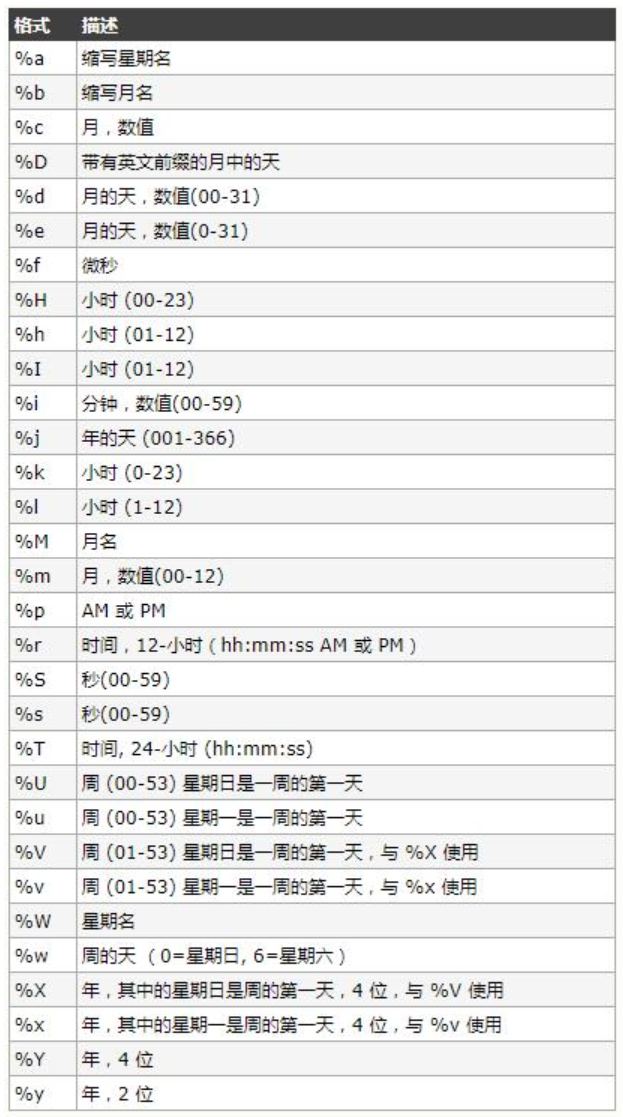 格式 描述
%a 缩写星期名
%b 缩写月名
%c 月，数值
%D 带有英文前缀的月中的天
%d 月的天，数值(00-31)
%e 月的天，数值(0-31)
%f 微秒
%H 小时 (00-23)
%h 小时 (01-12)
%I 小时 (01-12)
%i 分钟，数值(00-59)
%j 年的天 (001-366)
%k 小时 (0-23)
%l 小时 (1-12)
%M 月名
%m 月，数值(00-12)
%p AM 或 PM
%r 时间，12-小时（hh:mm:ss AM 或 PM）
%S 秒(00-59)
%s 秒(00-59)
%T 时间, 24-小时 (hh:mm:ss)
%U 周 (00-53) 星期日是一周的第一天
%u 周 (00-53) 星期一是一周的第一天
%V 周 (01-53) 星期日是一周的第一天，与 %X 使用
%v 周 (01-53) 星期一是一周的第一天，与 %x 使用
%W 星期名
%w 周的天 （0=星期日, 6=星期六）
%X 年，其中的星期日是周的第一天，4 位，与 %V 使用
%x 年，其中的星期一是周的第一天，4 位，与 %v 使用
%Y 年，4 位
%y 年，2 位